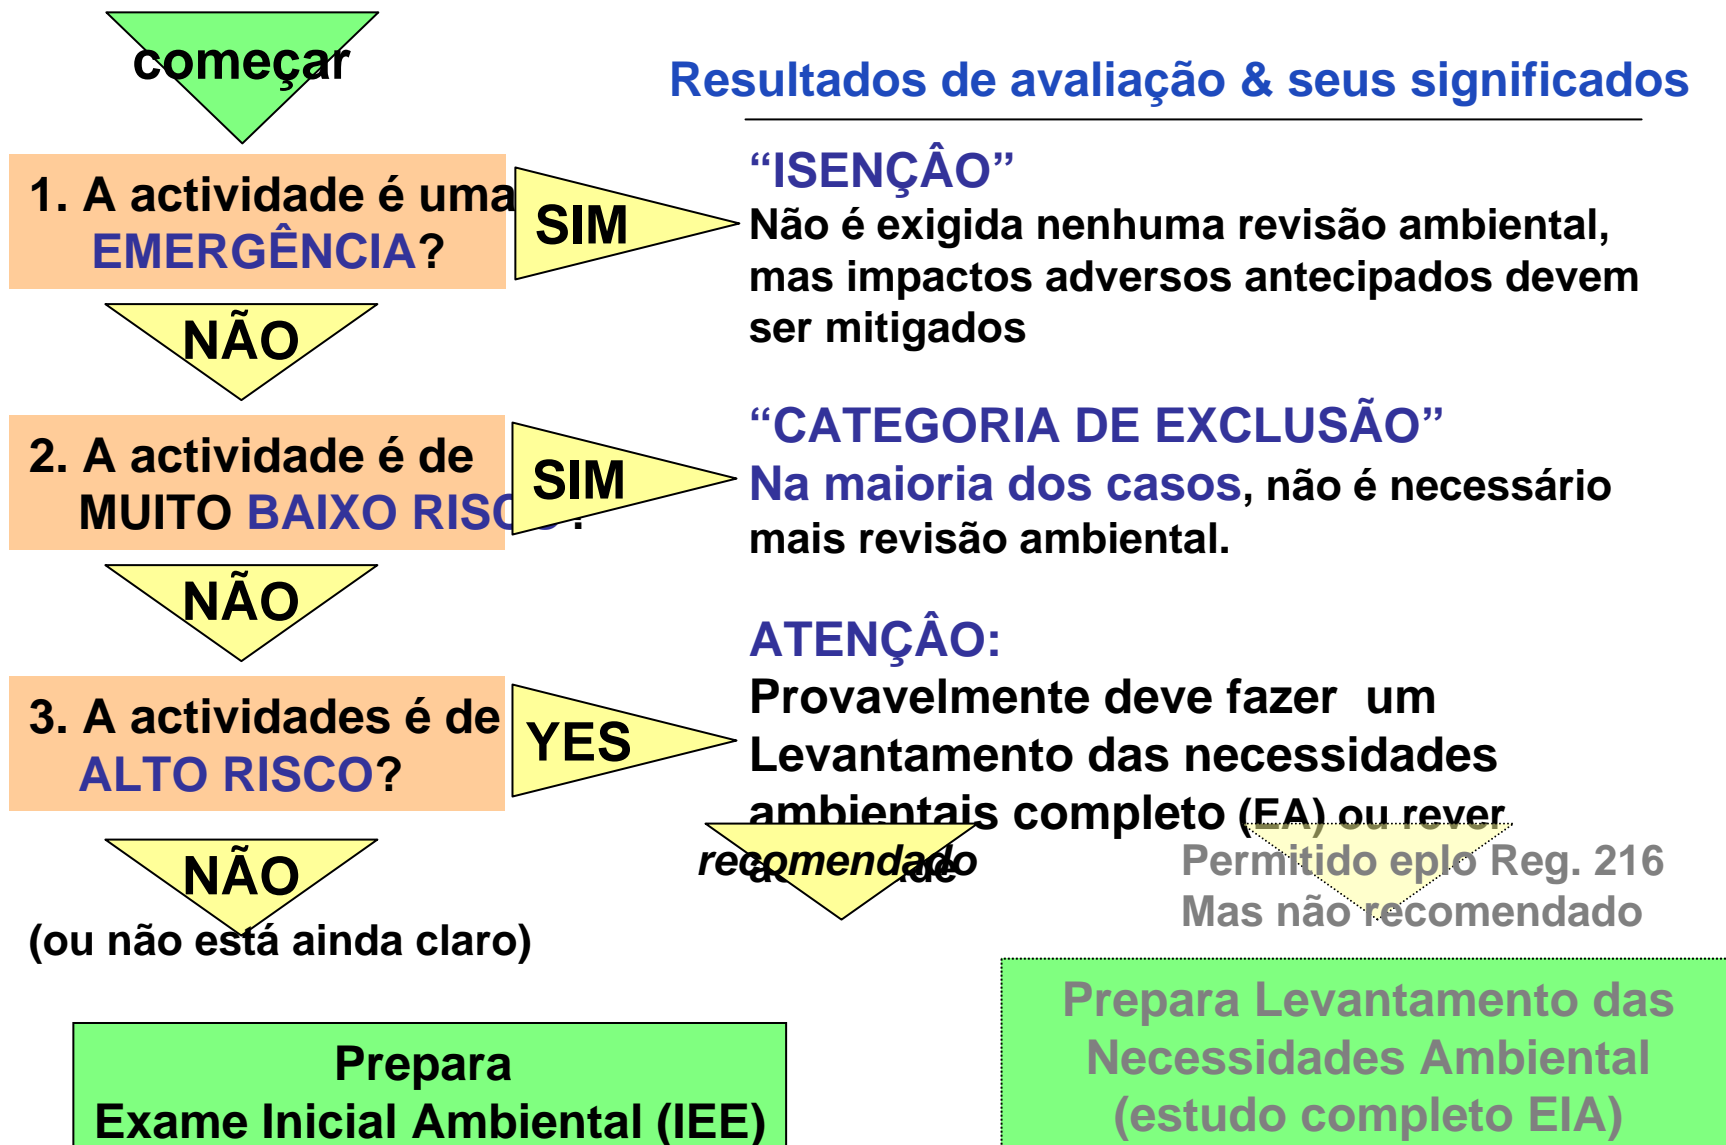 começar
Resultados de avaliação & seus significados
1. A actividade é uma
EMERGÊNCIA?
SIM
“ISENÇÂO”
Não é exigida nenhuma revisão ambiental,
mas impactos adversos antecipados devem
ser mitigados
NÃO
2. A actividade é de
MUITO BAIXO RISCO?
SIM
“CATEGORIA DE EXCLUSÃO”
Na maioria dos casos, não é necessário
mais revisão ambiental.
NÃO
3. A actividades é de
ALTO RISCO?
YES
ATENÇÂO:
Provavelmente deve fazer um
Levantamento das necessidades
ambientais completo (EA) ou rever
NÃO
(ou não está ainda claro)
recomendado
Permitido eplo Reg. 216
Mas não recomendado
Prepara
Exame Inicial Ambiental (IEE)
Prepara Levantamento das
Necessidades Ambiental
(estudo completo EIA)